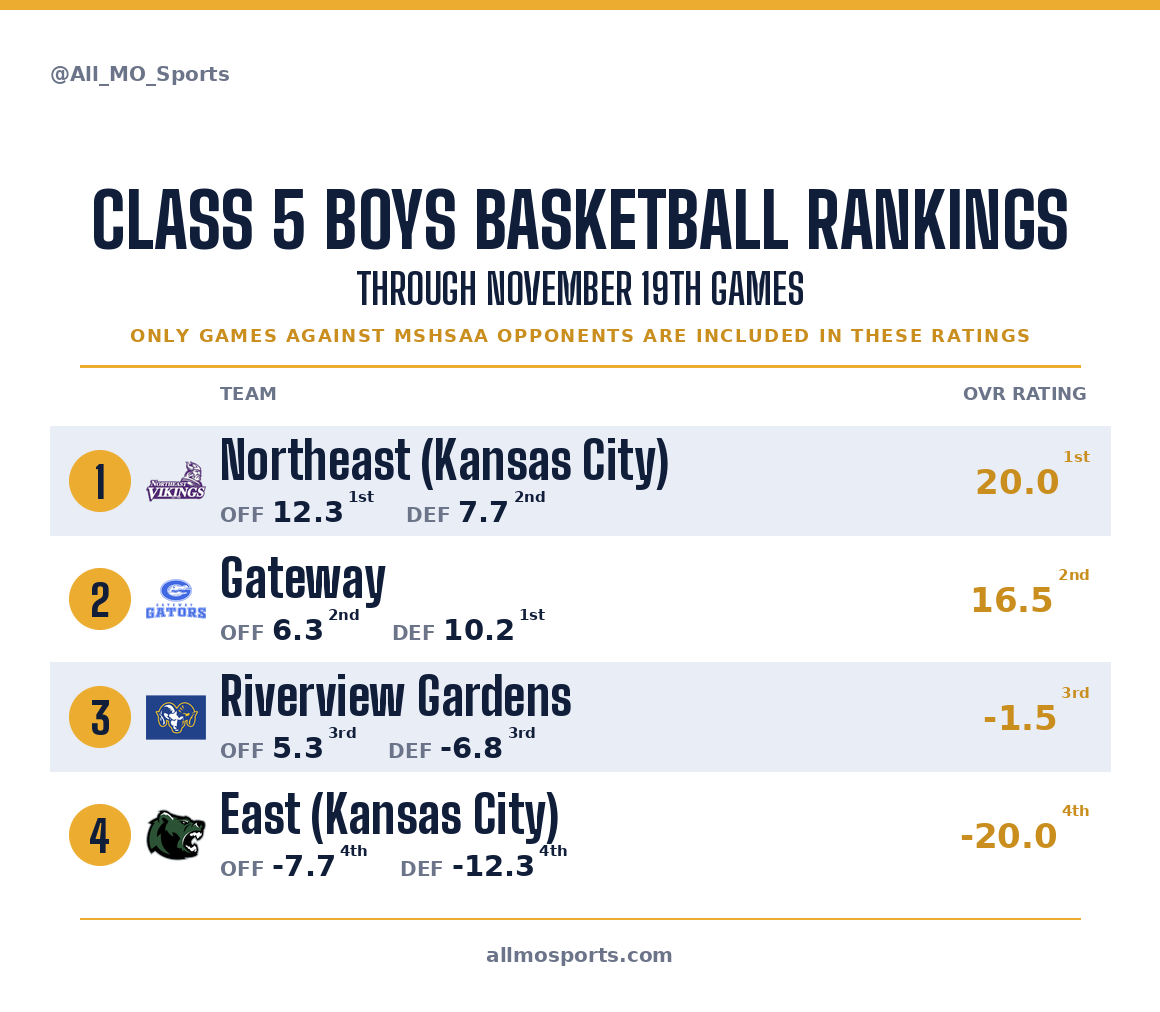 @All_MO_Sports
CLASS 5 BOYS BASKETBALL RANKINGS
THROUGH NOVEMBER 19TH GAMES
ONLY GAMES AGAINST MSHSAA OPPONENTS ARE INCLUDED IN THESE RATINGS
TEAM OVR RATING
1 NORTHEAST VIKINGS Northeast (Kansas City) 20.0 1st
OFF 12.3 1st DEF 7.7 2nd
2 GATEWAY GATORS Gateway 16.5 2nd
OFF 6.3 2nd DEF 10.2 1st
3 Riverview Gardens -1.5 3rd
OFF 5.3 3rd DEF -6.8 3rd
4 East (Kansas City) -20.0 4th
OFF -7.7 4th DEF -12.3 4th
allmosports.com